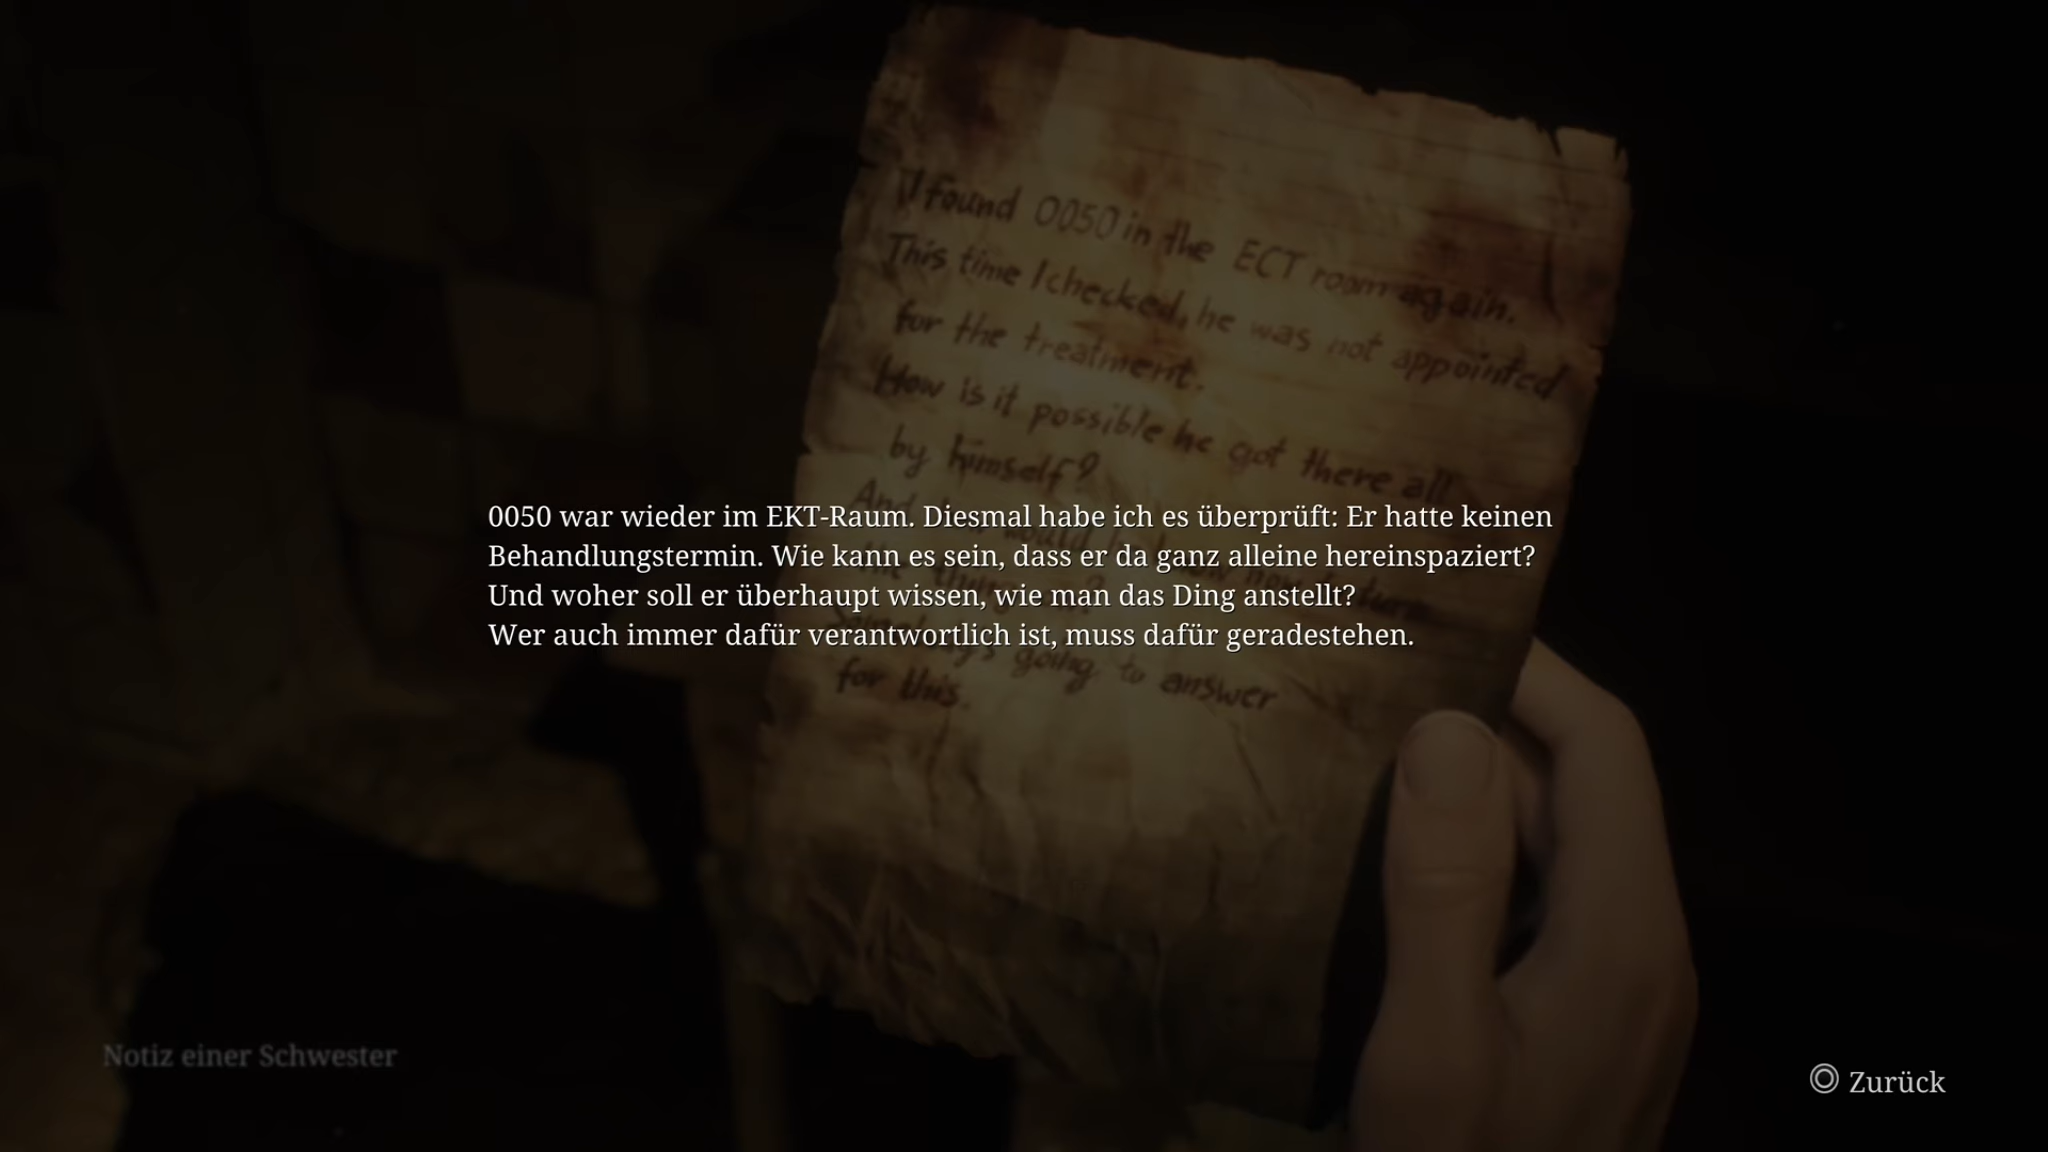 I found 0050 in the ECT room again.
This time I checked, he was not appointed
for the treatment.
How is it possible he got there all
by himself?
0050 war wieder im EKT-Raum. Diesmal habe ich es überprüft: Er hatte keinen
Behandlungstermin. Wie kann es sein, dass er da ganz alleine hereinspaziert?
Und woher soll er überhaupt wissen, wie man das Ding anstellt?
Wer auch immer dafür verantwortlich ist, muss dafür geradestehen.
going to answer
for this.
Notiz einer Schwester
Zurück